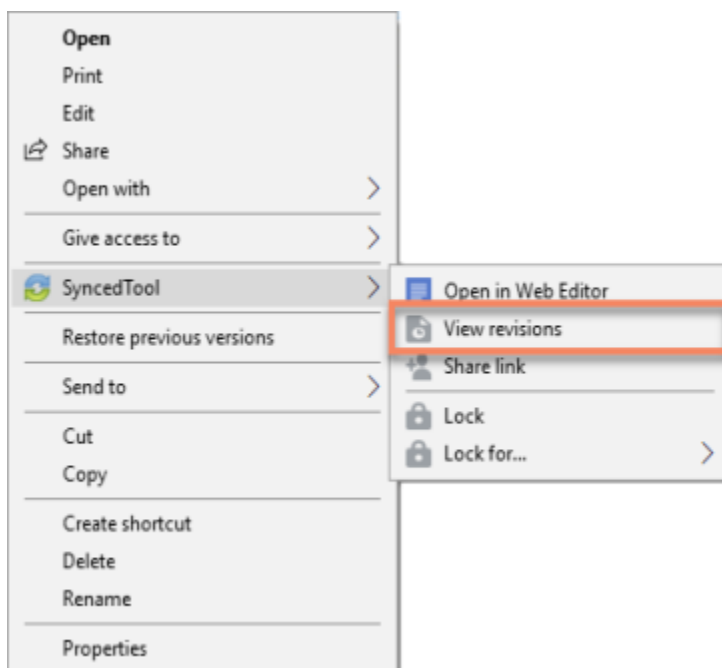 Open
Print
Edit
Share
Open with
Give access to
SyncedTool
Restore previous versions
Send to
Cut
Copy
Create shortcut
Delete
Rename
Properties
Open in Web Editor
View revisions
Share link
Lock
Lock for...